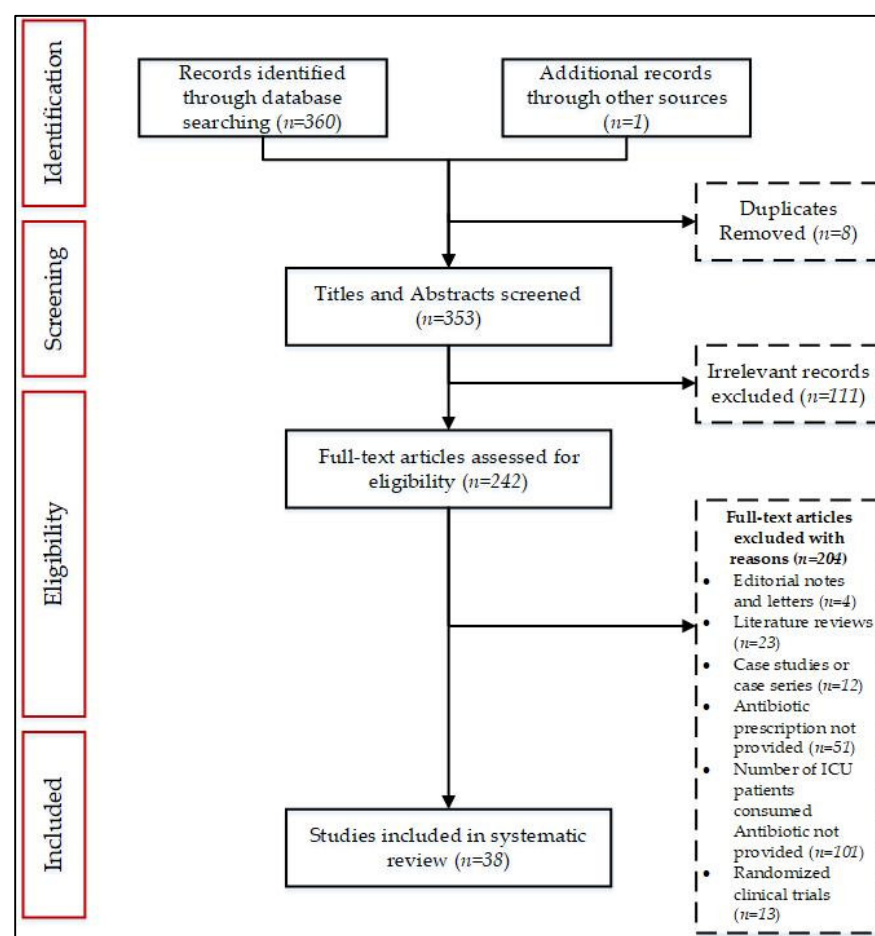 Identification
Records identified
through database
searching (n=360)
Additional records
through other sources
(n=1)
Duplicates
Removed (n=8)
Screening
Titles and Abstracts screened
(n=353)
Irrelevant records
excluded (n=111)
Eligibility
Full-text articles assessed for
eligibility (n=242)
Full-text articles
excluded with
reasons (n=204)
• Editorial notes
and letters (n=4)
• Literature reviews
(n=23)
• Case studies or
case series (n=12)
• Antibiotic
prescription not
provided (n=51)
• Number of ICU
patients
consumed
Antibiotic not
provided (n=101)
• Randomized
clinical trials
(n=13)
Included
Studies included in systematic
review (n=38)